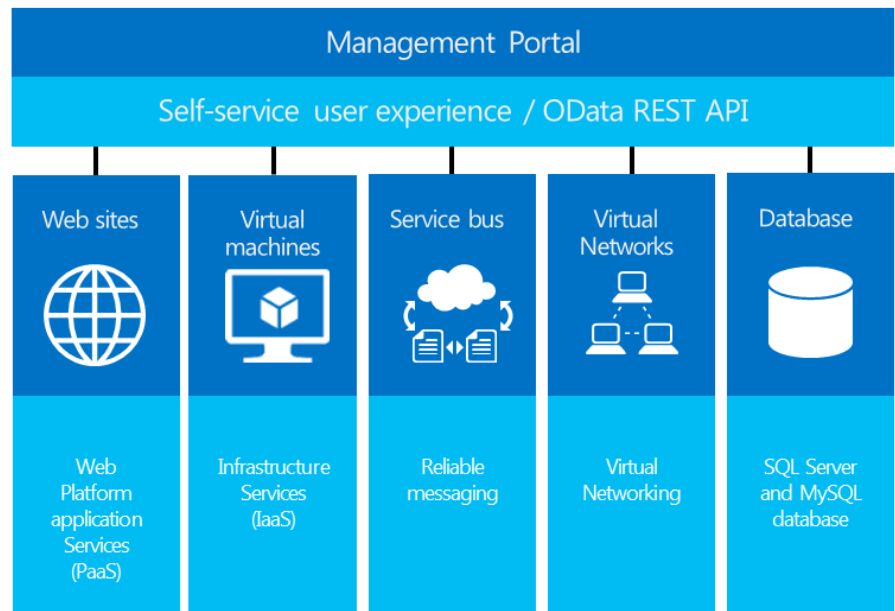 Management Portal
Self-service user experience / OData REST API
Web sites
Virtual
machines
Service bus
Virtual
Networks
Database
Web
Platform
application
Services
(PaaS)
Infrastructure
Services
(IaaS)
Reliable
messaging
Virtual
Networking
SQL Server
and MySQL
database